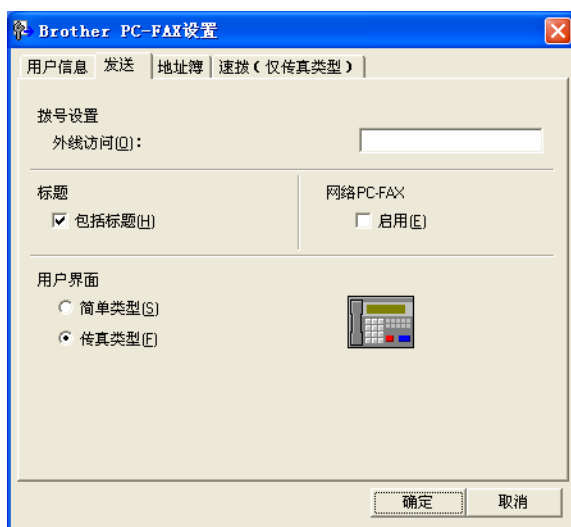 Brother PC-FAX设置
用户信息 发送 地址簿 速拨(仅传真类型)
拨号设置
外线访问(O):
标题 网络PC-FAX
包括标题(H) 启用(E)
用户界面
简单类型(S)
传真类型(F)
确定 取消